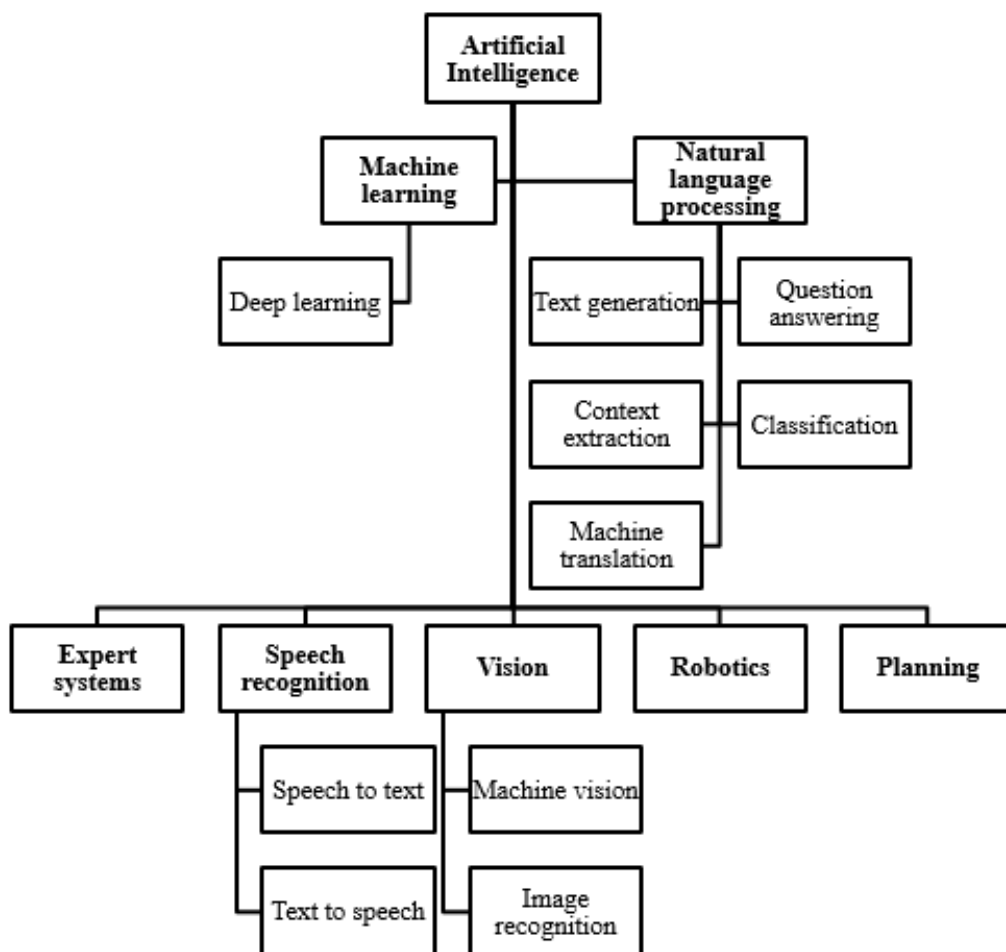 Artificial
Intelligence
Machine
learning
Natural
language
processing
Deep learning
Text generation
Question
answering
Context
extraction
Classification
Machine
translation
Expert
systems
Speech
recognition
Vision
Robotics
Planning
Speech to text
Machine vision
Text to speech
Image
recognition